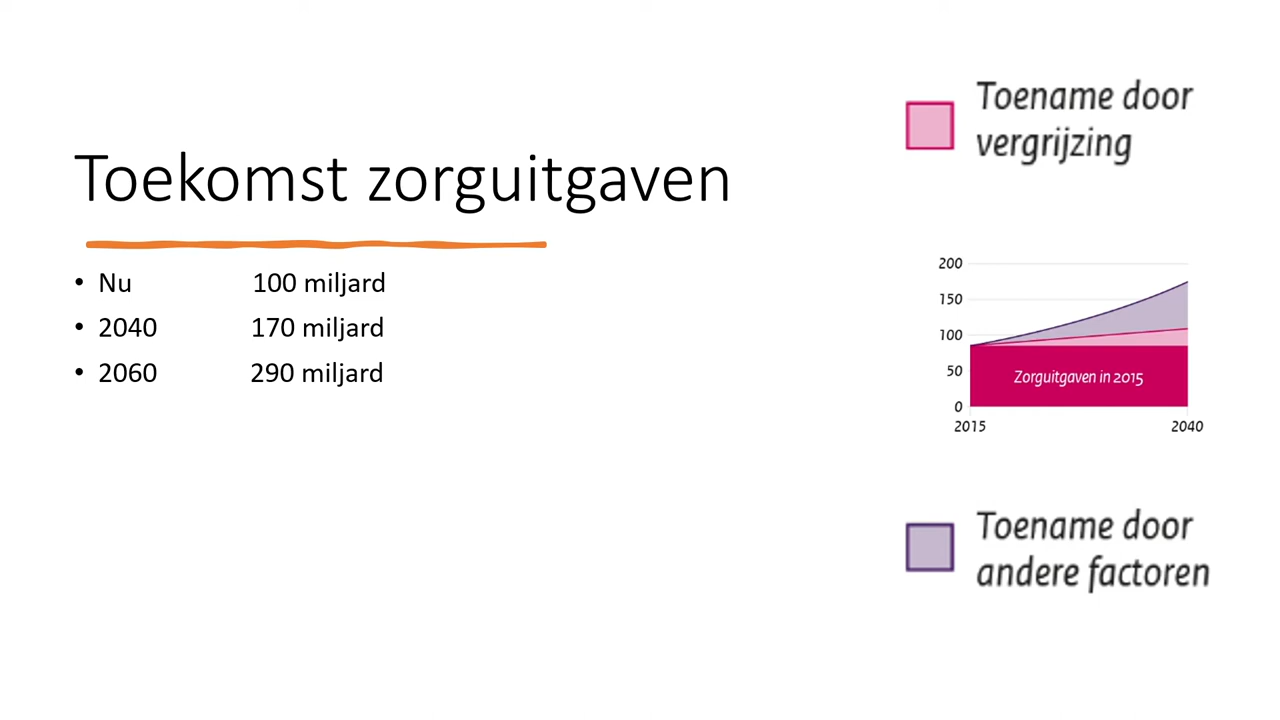 Toekomst zorguitgaven
• Nu 100 miljard
• 2040 170 miljard
• 2060 290 miljard
Toename door
vergrijzing
200
150
100
50
0
Zorguitgaven in 2015
2015 2040
Toename door
andere factoren